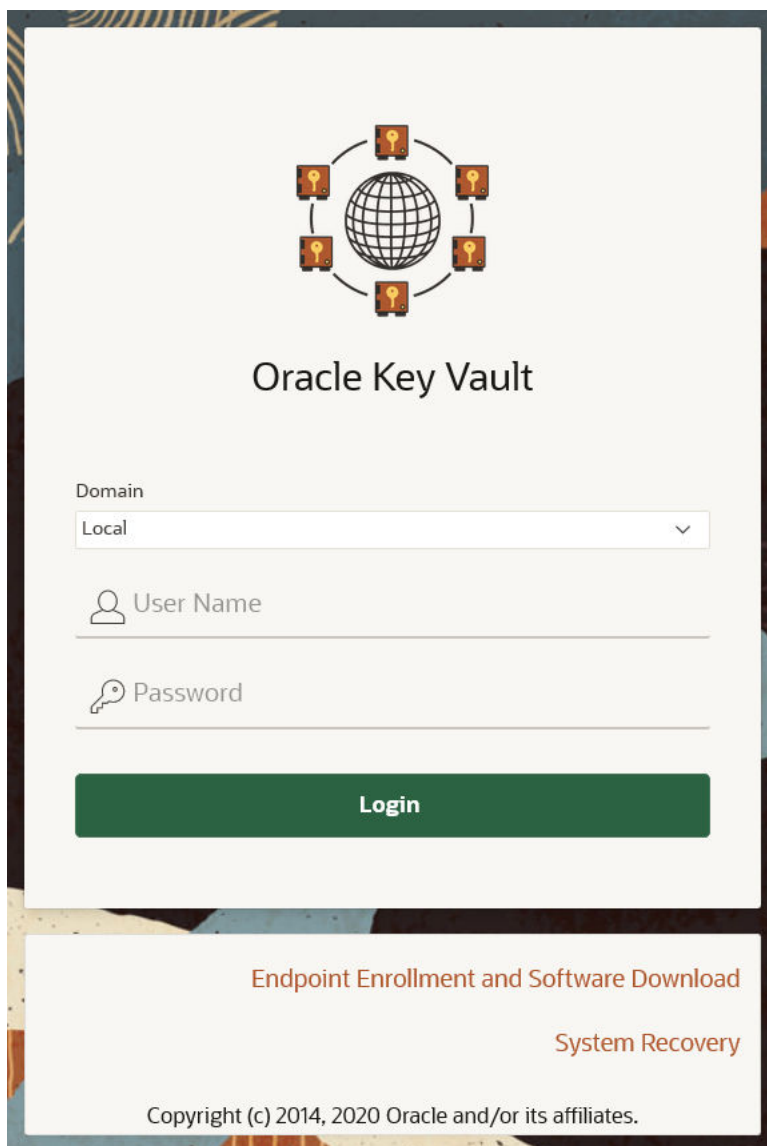 Oracle Key Vault
Domain
Local
User Name
Password
Login
Endpoint Enrollment and Software Download
System Recovery
Copyright (c) 2014, 2020 Oracle and/or its affiliates.